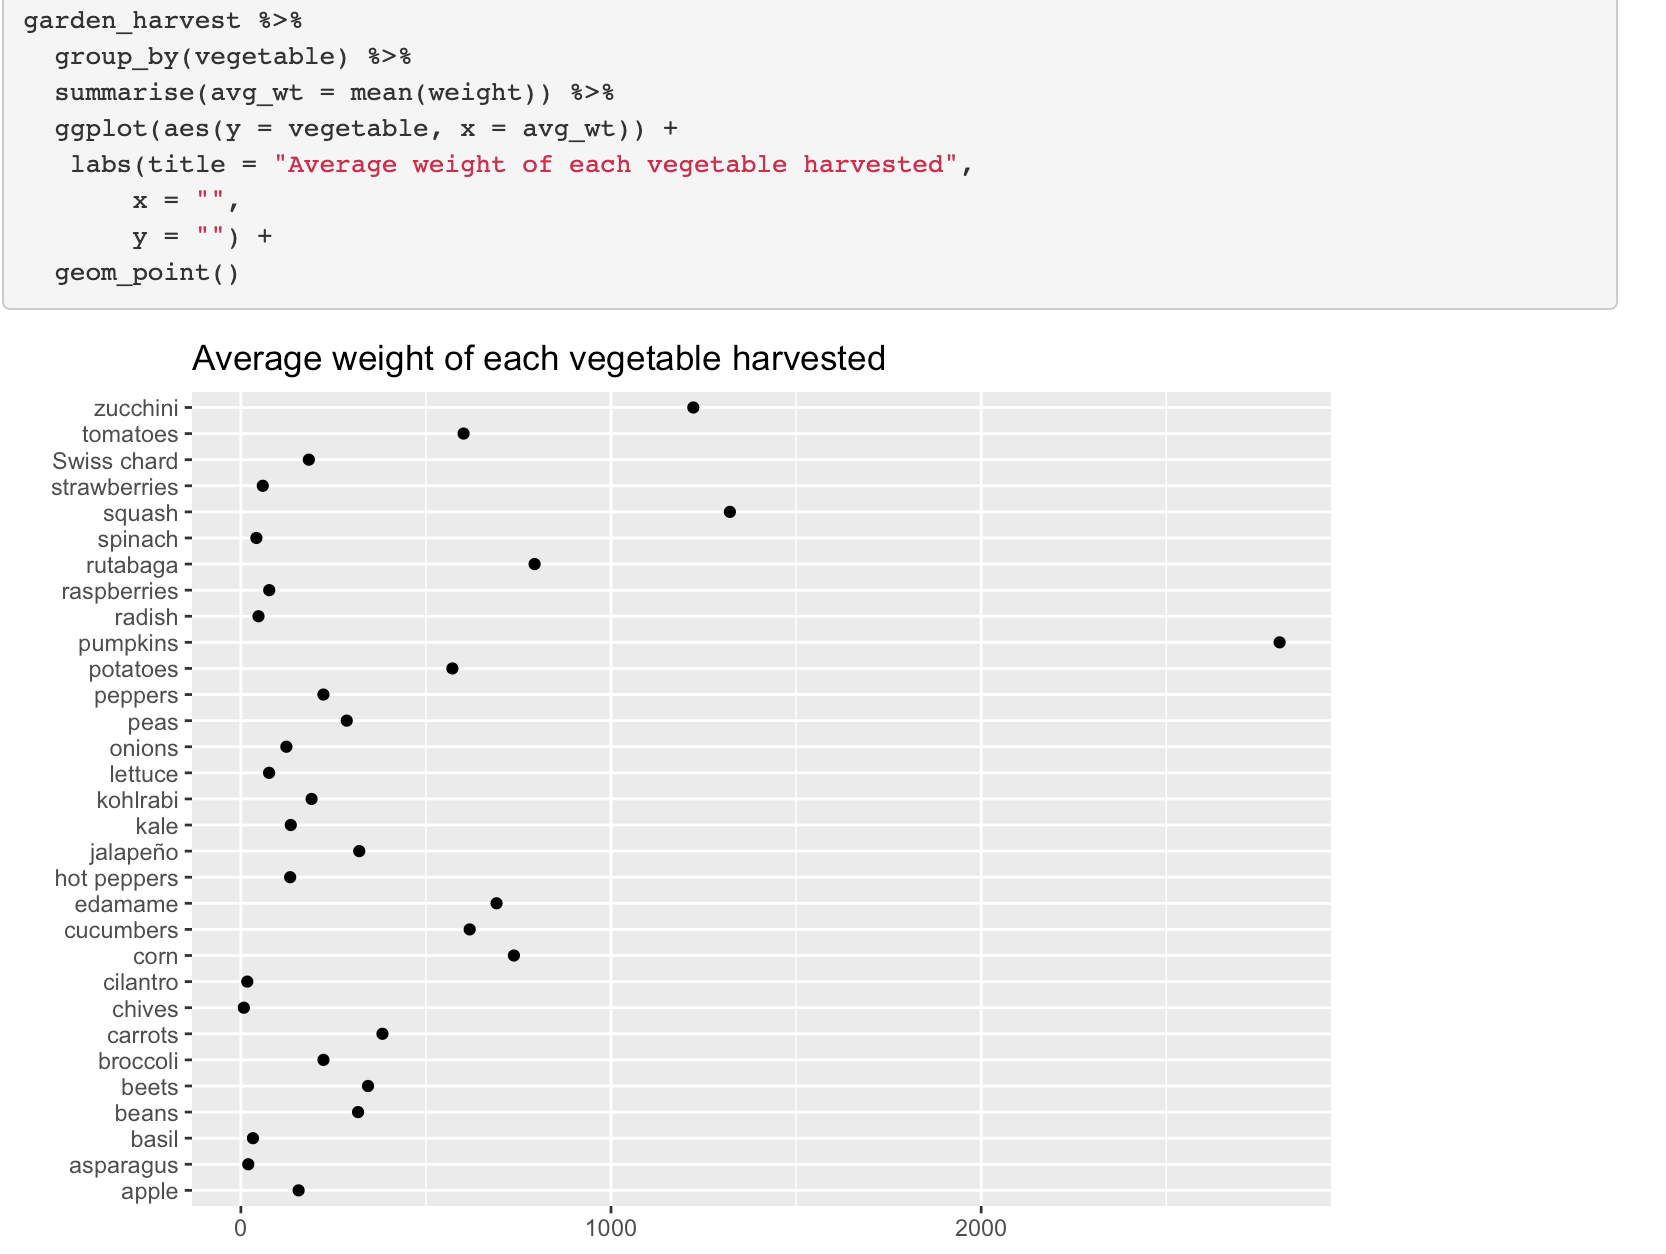 garden_harvest %>%
  group_by(vegetable) %>%
  summarise(avg_wt = mean(weight)) %>%
  ggplot(aes(y = vegetable, x = avg_wt)) +
   labs(title = "Average weight of each vegetable harvested",
       x = "",
       y = "") +
  geom_point()
Average weight of each vegetable harvested
zucchini
tomatoes
Swiss chard
strawberries
squash
spinach
rutabaga
raspberries
radish
pumpkins
potatoes
peppers
peas
onions
lettuce
kohlrabi
kale
jalapeño
hot peppers
edamame
cucumbers
corn
cilantro
chives
carrots
broccoli
beets
beans
basil
asparagus
apple
0 1000 2000